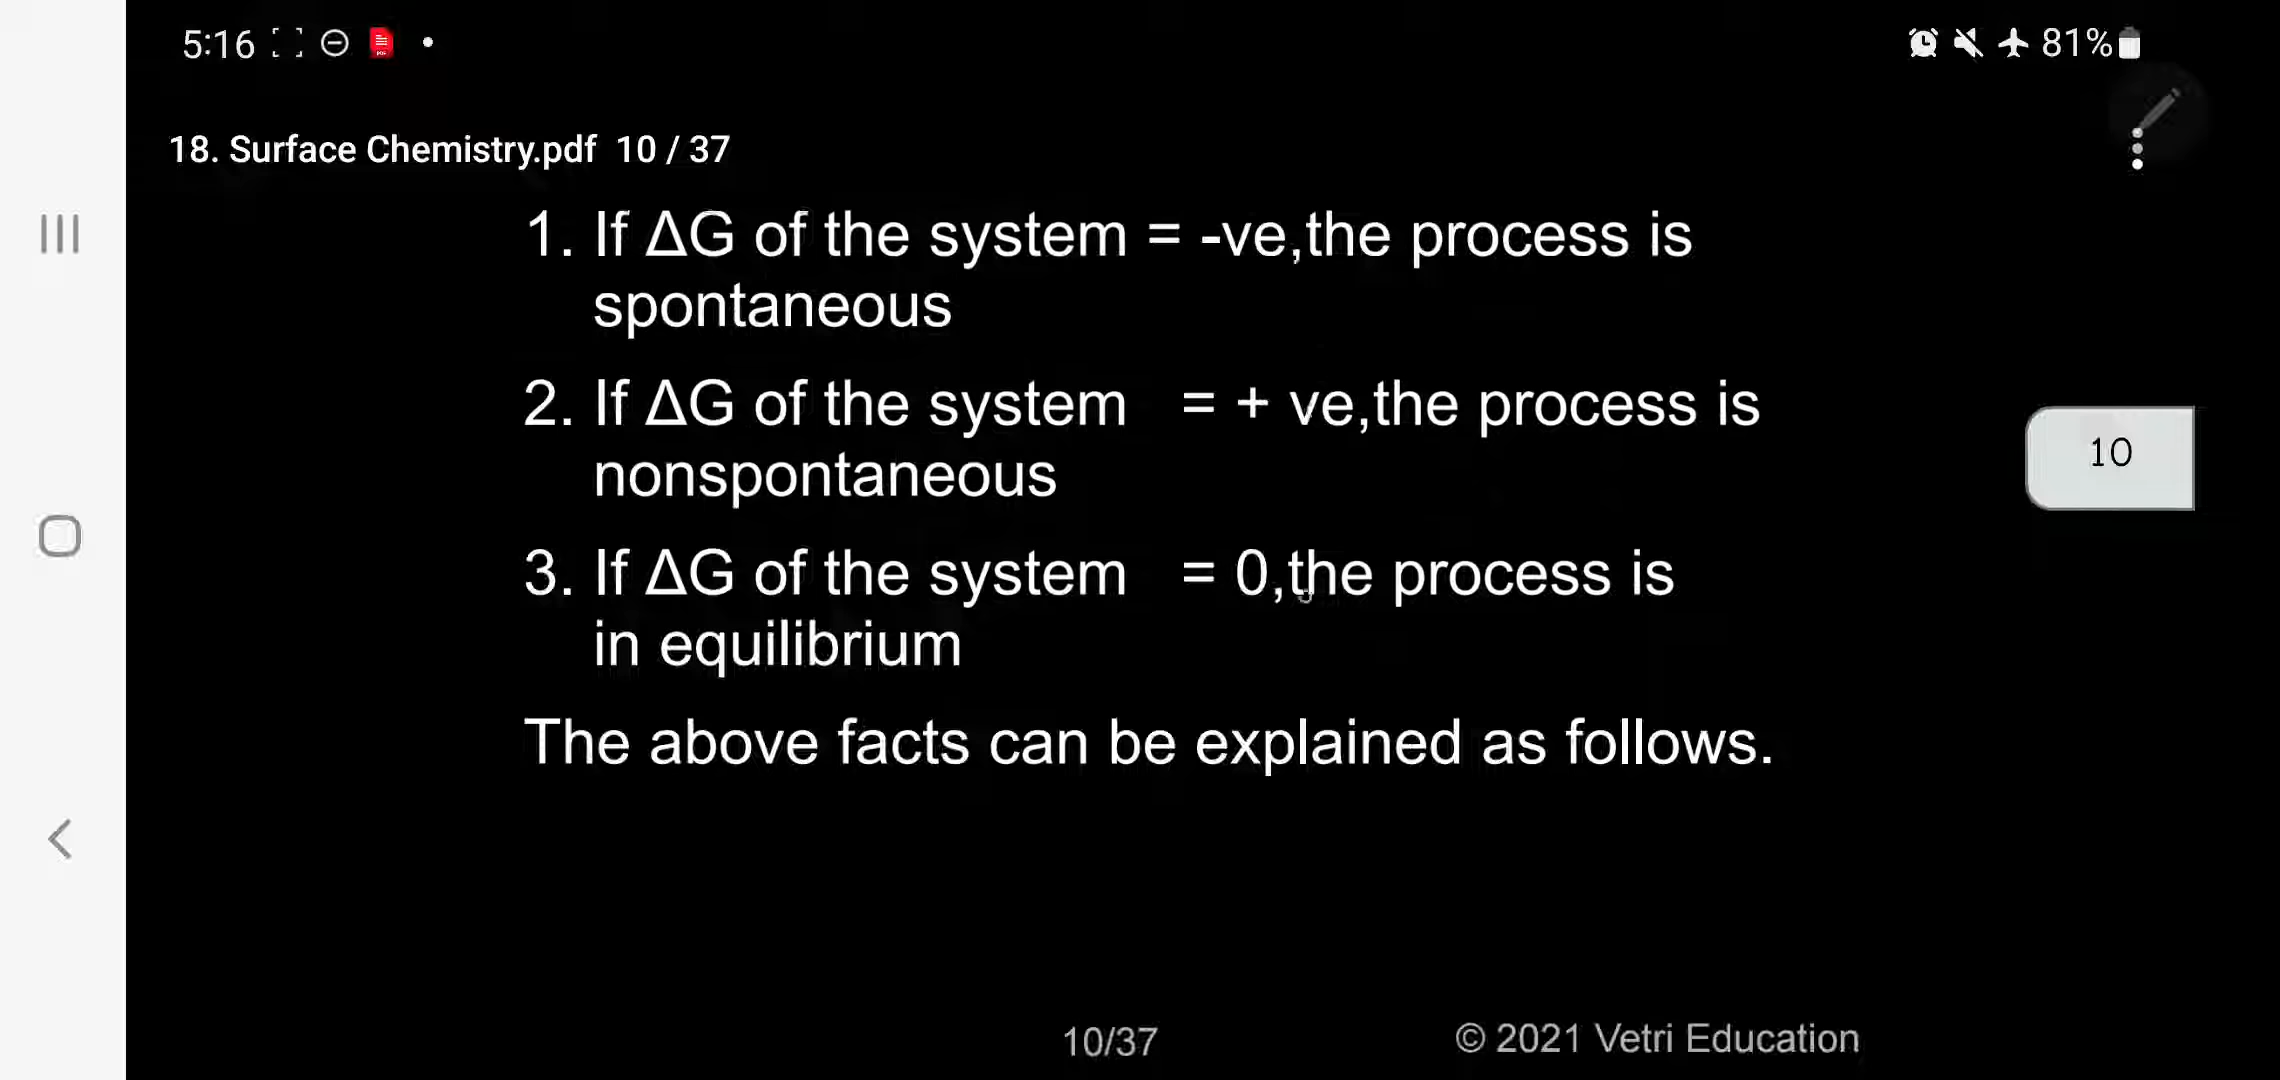 5:16
81%
18. Surface Chemistry.pdf 10 / 37
1. If ΔG of the system = -ve,the process is
spontaneous
2. If ΔG of the system = + ve,the process is
nonspontaneous
10
3. If ΔG of the system = 0,the process is
in equilibrium
The above facts can be explained as follows.
10/37
© 2021 Vetri Education